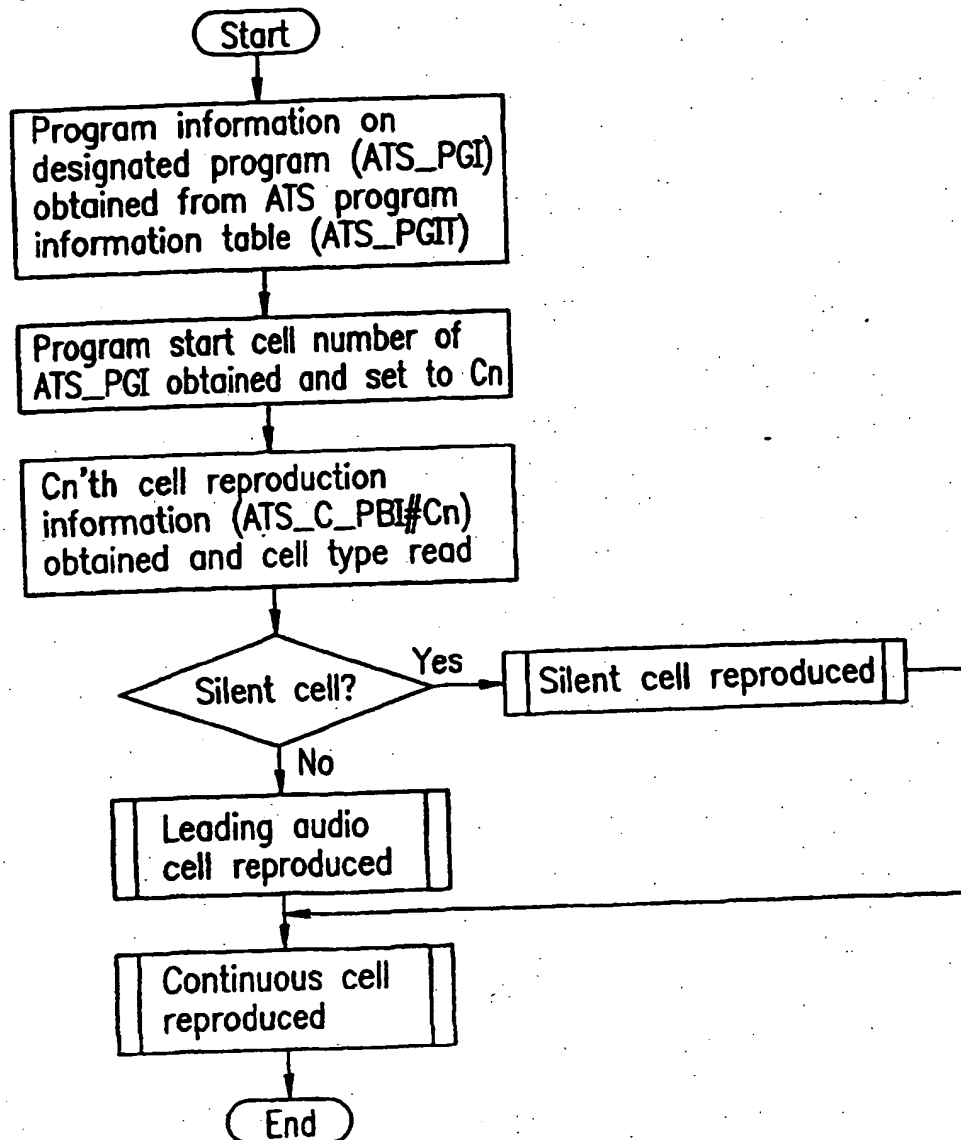 Start
Program information on
designated program (ATS_PGI)
obtained from ATS program
information table (ATS_PGIT)
Program start cell number of
ATS_PGI obtained and set to Cn
Cn'th cell reproduction
information (ATS_C_PBI#Cn)
obtained and cell type read
Silent cell?
Yes
Silent cell reproduced
No
Leading audio
cell reproduced
Continuous cell
reproduced
End